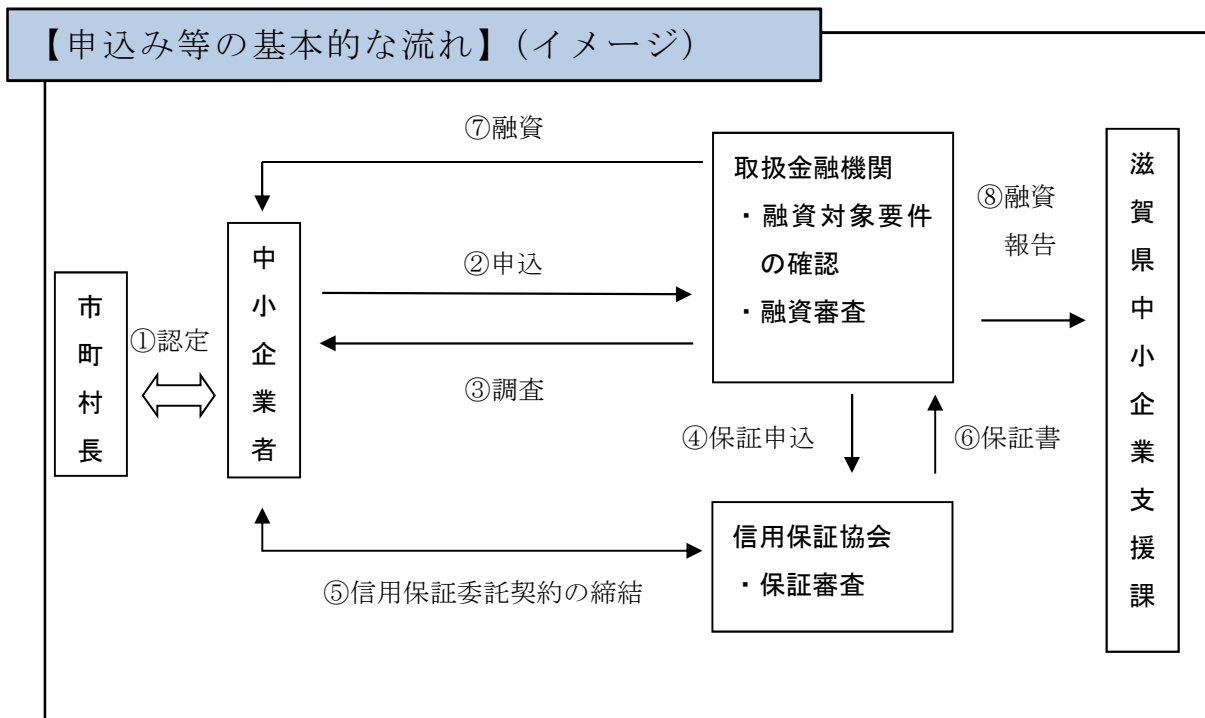 【申込み等の基本的な流れ】(イメージ)
⑦融資
取扱金融機関
・融資対象要件
の確認
・融資審査
⑧融資
報告
滋賀県中小企業支援課
中小企業者
②申込
市町村長
①認定
③調査
④保証申込
⑥保証書
信用保証協会
・保証審査
⑤信用保証委託契約の締結